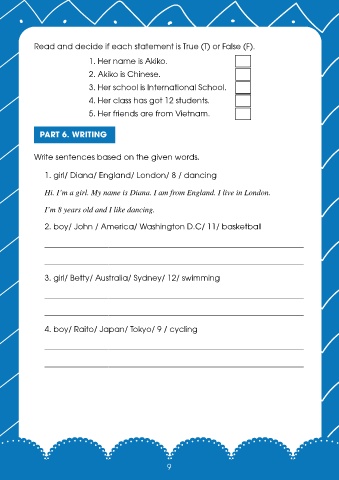 Read and decide if each statement is True (T) or False (F).
1. Her name is Akiko.
2. Akiko is Chinese.
3. Her school is International School.
4. Her class has got 12 students.
5. Her friends are from Vietnam.
PART 6. WRITING
Write sentences based on the given words.
1. girl/ Diana/ England/ London/ 8 / dancing
Hi. I'm a girl. My name is Diana. I am from England. I live in London.
I'm 8 years old and I like dancing.
2. boy/ John / America/ Washington D.C/ 11/ basketball
3. girl/ Betty/ Australia/ Sydney/ 12/ swimming
4. boy/ Raito/ Japan/ Tokyo/ 9 / cycling
9